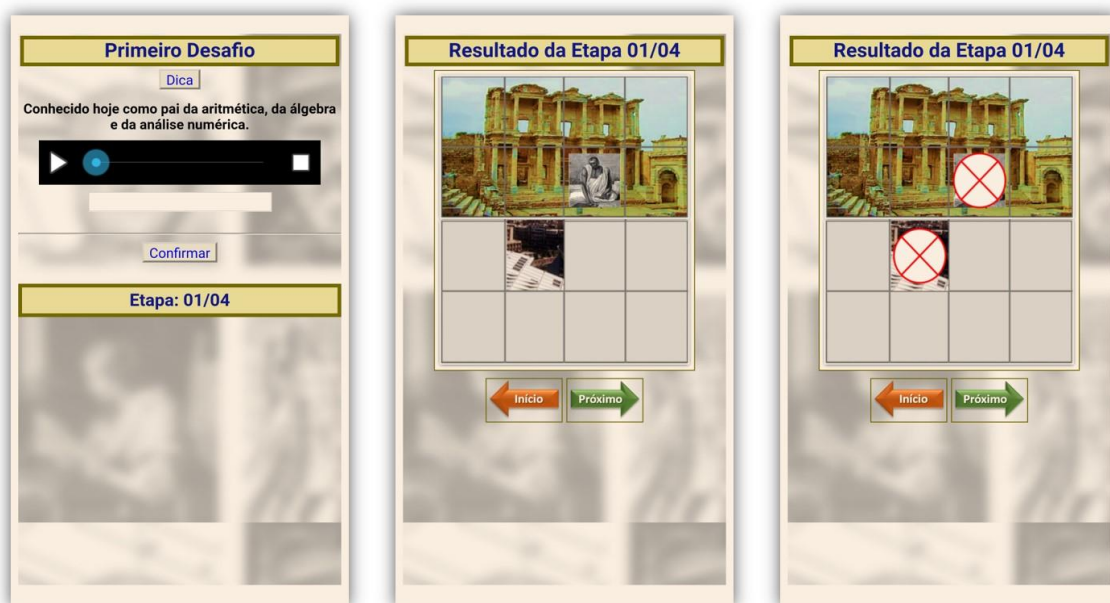 Primeiro Desafio
Dica
Conhecido hoje como pai da aritmética, da álgebra
e da análise numérica.
Confirmar
Etapa: 01/04
Resultado da Etapa 01/04
Início
Próximo
Resultado da Etapa 01/04
Início
Próximo